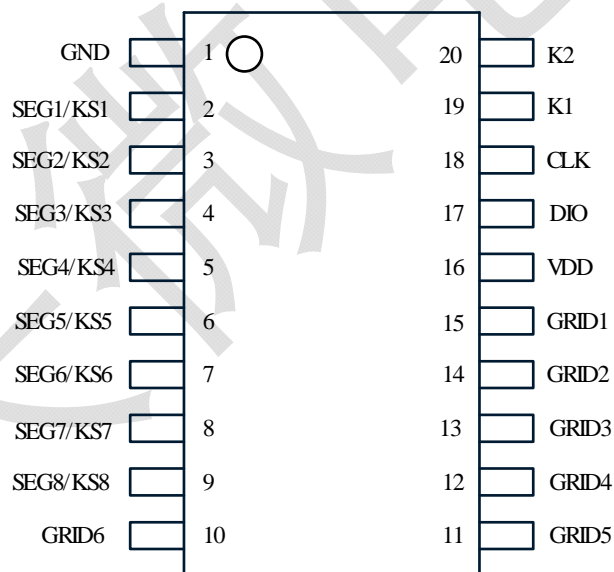 GND 1 20 K2
SEG1/KS1 2 19 K1
SEG2/KS2 3 18 CLK
SEG3/KS3 4 17 DIO
SEG4/KS4 5 16 VDD
SEG5/KS5 6 15 GRID1
SEG6/KS6 7 14 GRID2
SEG7/KS7 8 13 GRID3
SEG8/KS8 9 12 GRID4
GRID6 10 11 GRID5
微